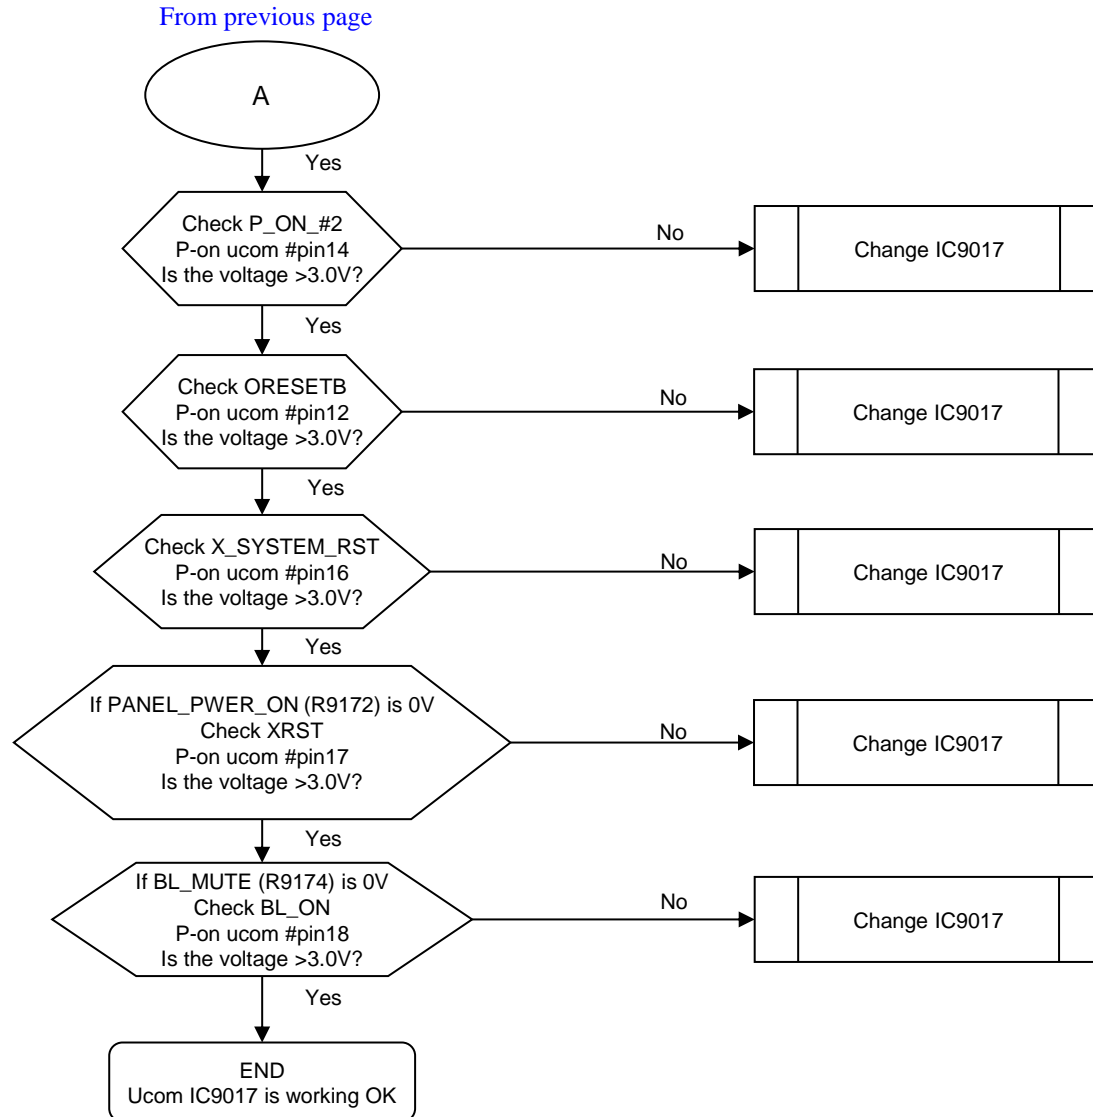 From previous page
A
Yes
Check P_ON_#2
P-on ucom #pin14
Is the voltage >3.0V?
No
Change IC9017
Yes
Check ORESETB
P-on ucom #pin12
Is the voltage >3.0V?
No
Change IC9017
Yes
Check X_SYSTEM_RST
P-on ucom #pin16
Is the voltage >3.0V?
No
Change IC9017
Yes
If PANEL_PWER_ON (R9172) is 0V
Check XRST
P-on ucom #pin17
Is the voltage >3.0V?
No
Change IC9017
Yes
If BL_MUTE (R9174) is 0V
Check BL_ON
P-on ucom #pin18
Is the voltage >3.0V?
No
Change IC9017
Yes
END
Ucom IC9017 is working OK